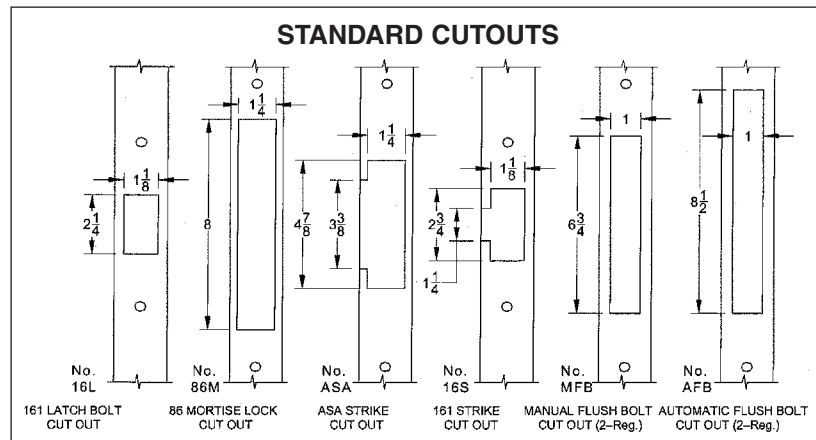 STANDARD CUTOUTS
1 1/8
2 1/4
No.
16L
161 LATCH BOLT
CUT OUT
1 1/4
8
No.
86M
86 MORTISE LOCK
CUT OUT
1 1/4
4 7/8
3 3/8
No.
ASA
ASA STRIKE
CUT OUT
1 1/8
2 3/4
1 1/4
No.
16S
161 STRIKE
CUT OUT
1
6 3/4
No.
MFB
MANUAL FLUSH BOLT
CUT OUT (2–Reg.)
1
8 1/2
No.
AFB
AUTOMATIC FLUSH BOLT
CUT OUT (2–Reg.)